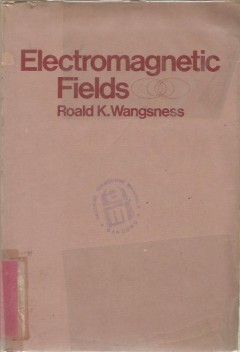 Electromagnetic
Fields
Roald K. Wangsness